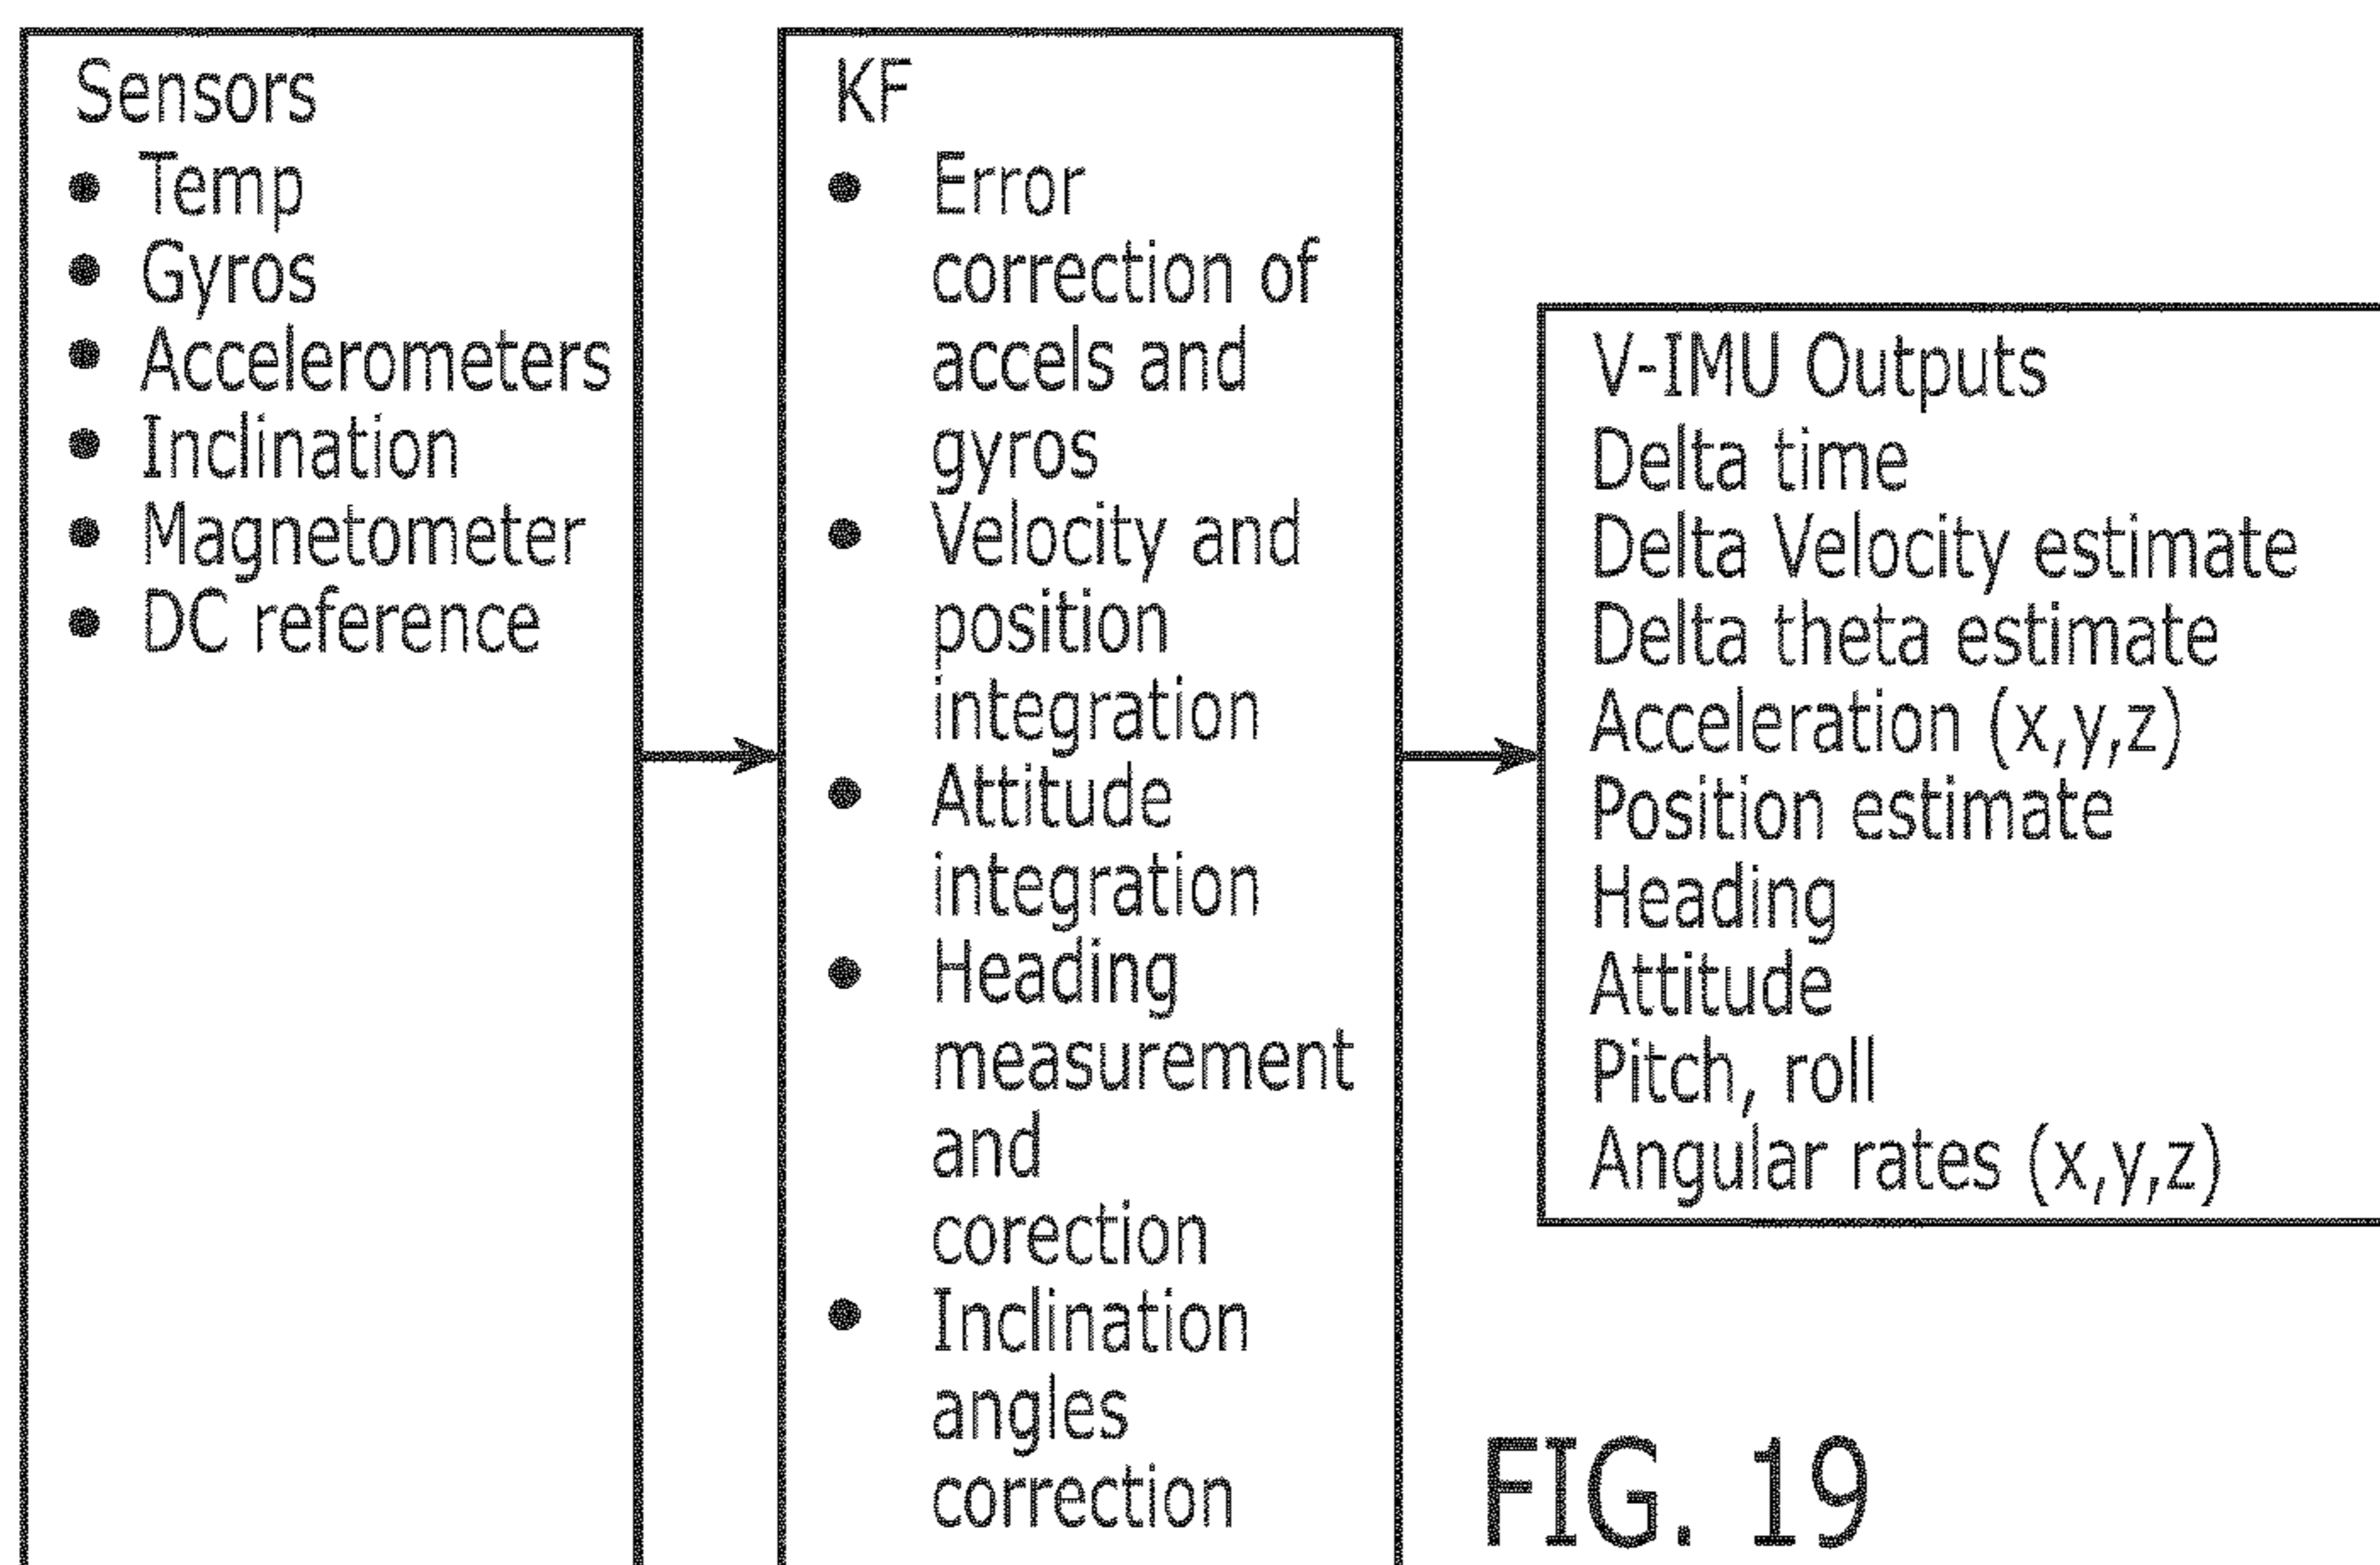 Sensors
• Temp
• Gyros
• Accelerometers
• Inclination
• Magnetometer
• DC reference
KF
• Error
correction of
accels and
gyros
• Velocity and
position
integration
• Attitude
integration
• Heading
measurement
and
corection
• Inclination
angles
correction
V-IMU Outputs
Delta time
Delta Velocity estimate
Delta theta estimate
Acceleration (x,y,z)
Position estimate
Heading
Attitude
Pitch, roll
Angular rates (x,y,z)
FIG. 19